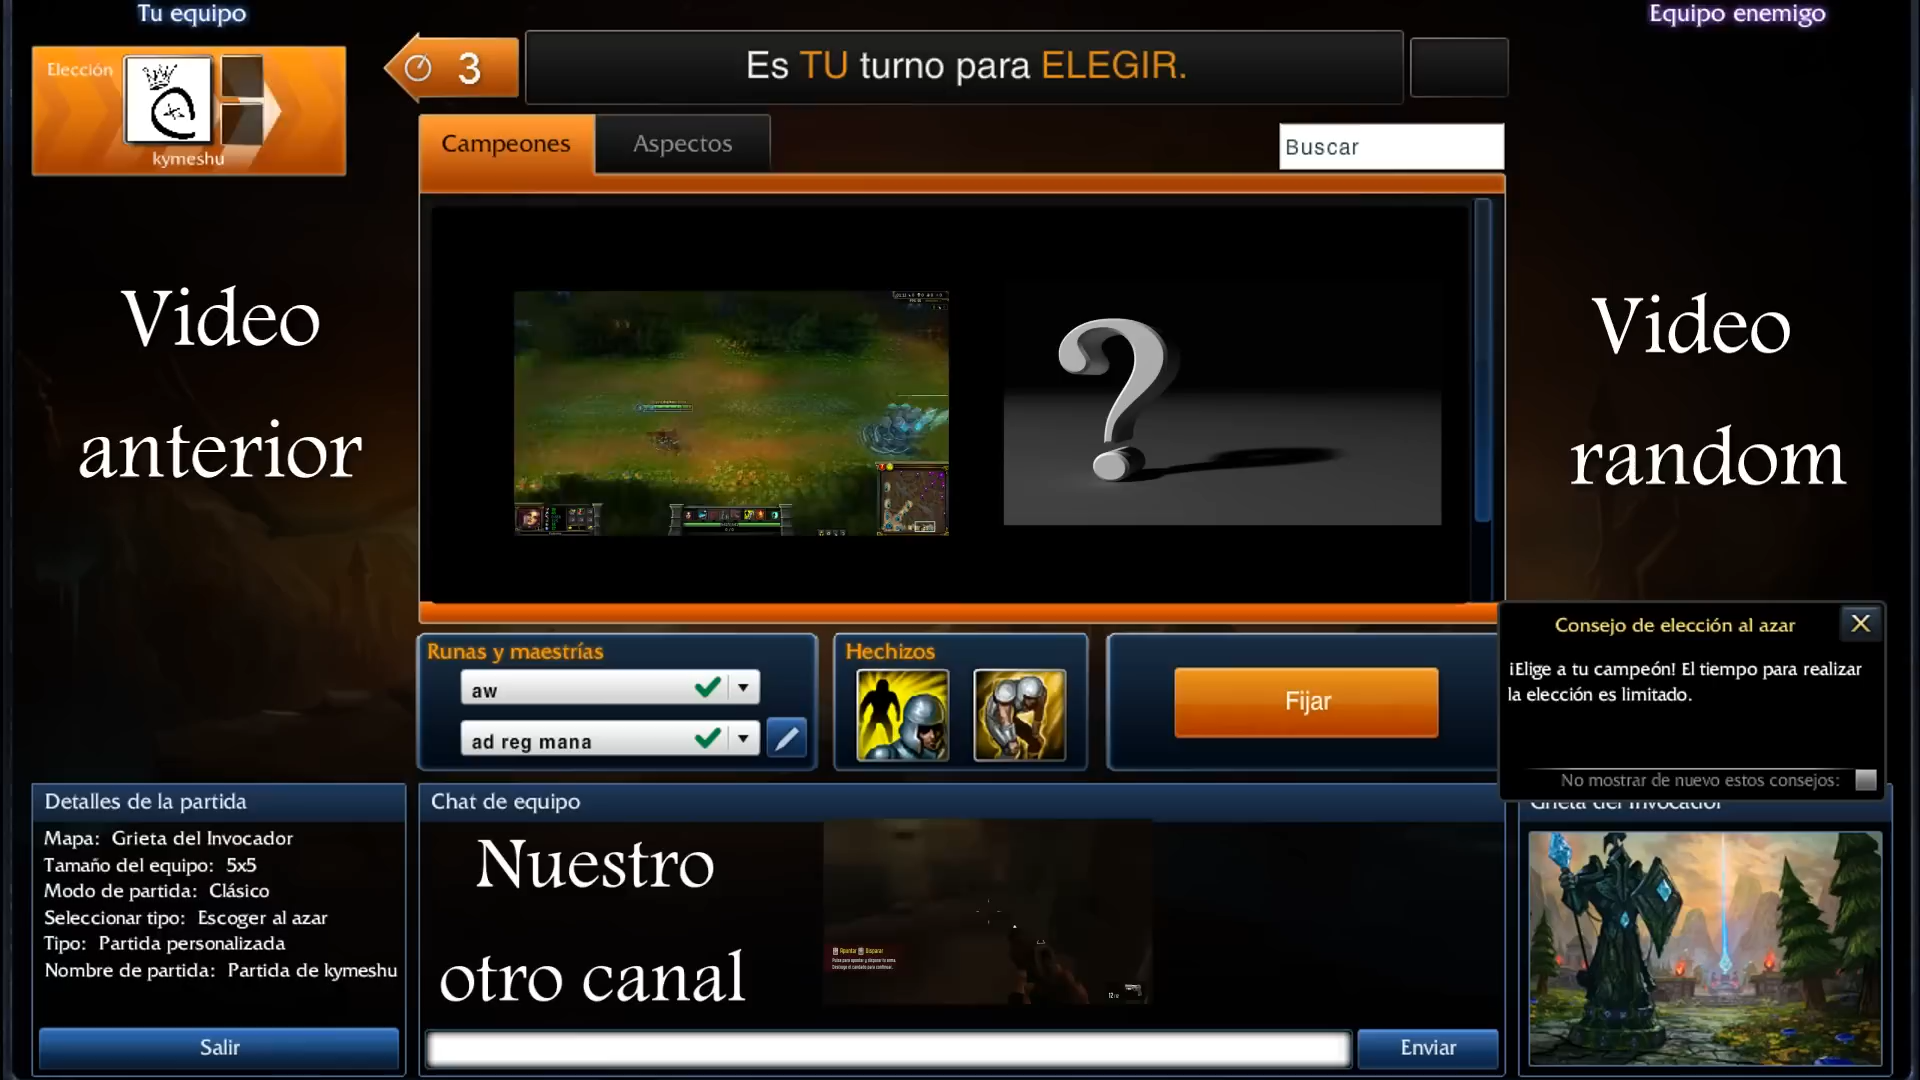 Tu equipo
Equipo enemigo
Elección
kymeshu
3
Es TU turno para ELEGIR.
Campeones
Aspectos
Buscar
Video
anterior
Video
random
Runas y maestrías
aw
ad reg mana
Hechizos
Fijar
Consejo de elección al azar
¡Elige a tu campeón! El tiempo para realizar
la elección es limitado.
No mostrar de nuevo estos consejos:
Detalles de la partida
Mapa: Grieta del Invocador
Tamaño del equipo: 5x5
Modo de partida: Clásico
Seleccionar tipo: Escoger al azar
Tipo: Partida personalizada
Nombre de partida: Partida de kymeshu
Salir
Chat de equipo
Nuestro
otro canal
Enviar
Grieta del Invocador